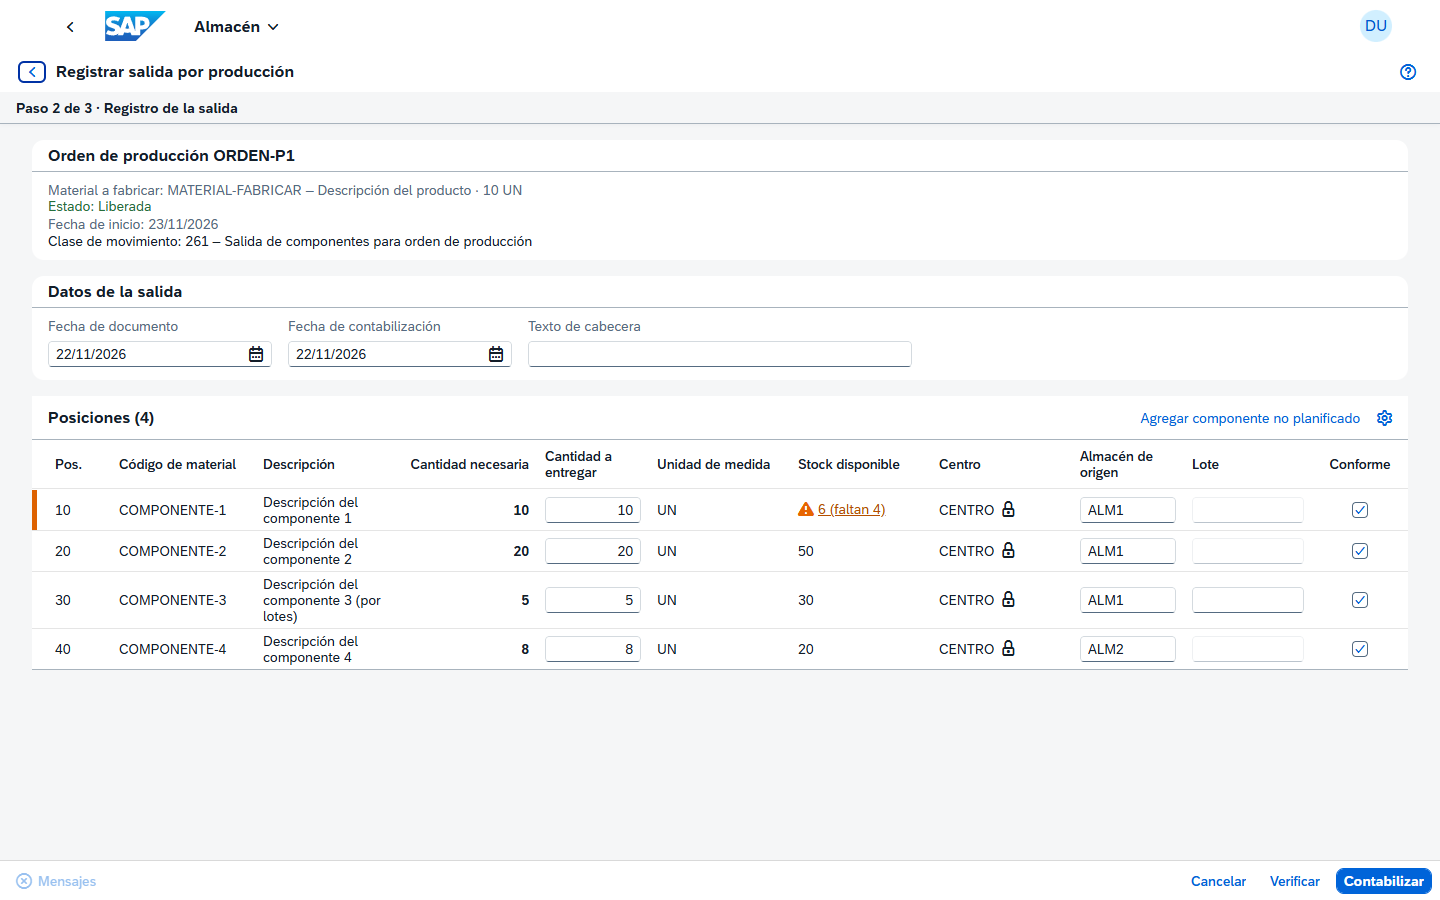 SAP Almacén DU
Registrar salida por producción
Paso 2 de 3 · Registro de la salida
Orden de producción ORDEN-P1
Material a fabricar: MATERIAL-FABRICAR – Descripción del producto · 10 UN
Estado: Liberada
Fecha de inicio: 23/11/2026
Clase de movimiento: 261 – Salida de componentes para orden de producción
Datos de la salida
Fecha de documento Fecha de contabilización Texto de cabecera
22/11/2026 22/11/2026
Posiciones (4) Agregar componente no planificado
Pos. Código de material Descripción Cantidad necesaria Cantidad a entregar Unidad de medida Stock disponible Centro Almacén de origen Lote Conforme
10 COMPONENTE-1 Descripción del componente 1 10 10 UN 6 (faltan 4) CENTRO ALM1
20 COMPONENTE-2 Descripción del componente 2 20 20 UN 50 CENTRO ALM1
30 COMPONENTE-3 Descripción del componente 3 (por lotes) 5 5 UN 30 CENTRO ALM1
40 COMPONENTE-4 Descripción del componente 4 8 8 UN 20 CENTRO ALM2
Mensajes Cancelar Verificar Contabilizar